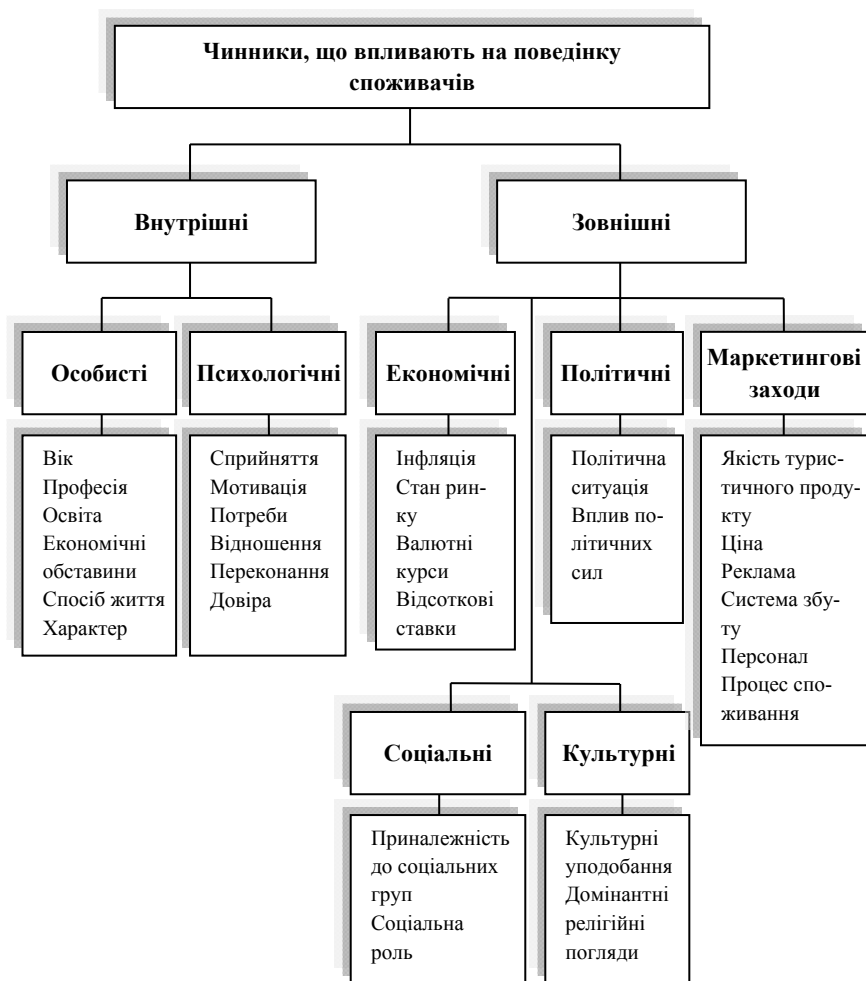 Чинники, що впливають на поведінку
споживачів
Внутрішні
Зовнішні
Особисті
Психологічні
Економічні
Політичні
Маркетингові
заходи
Вік
Професія
Освіта
Економічні
обставини
Спосіб життя
Характер
Сприйняття
Мотивація
Потреби
Відношення
Переконання
Довіра
Інфляція
Стан рин-
ку
Валютні
курси
Відсоткові
ставки
Політична
ситуація
Вплив по-
літичних
сил
Якість турис-
тичного проду-
кту
Ціна
Реклама
Система збу-
ту
Персонал
Процес спо-
живання
Соціальні
Культурні
Приналежність
до соціальних
груп
Соціальна
роль
Культурні
уподобання
Домінантні
релігійні
погляди